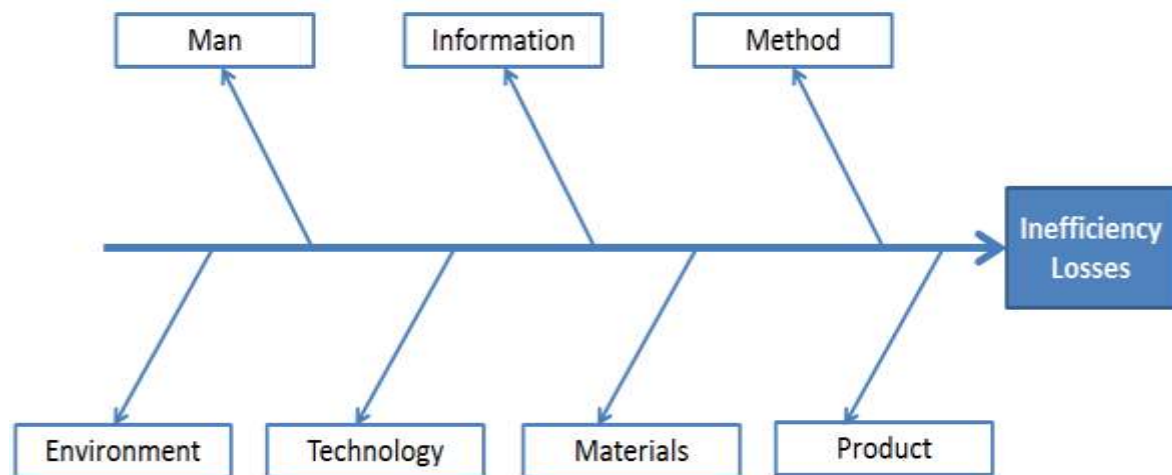 Man
Information
Method
Inefficiency
Losses
Environment
Technology
Materials
Product